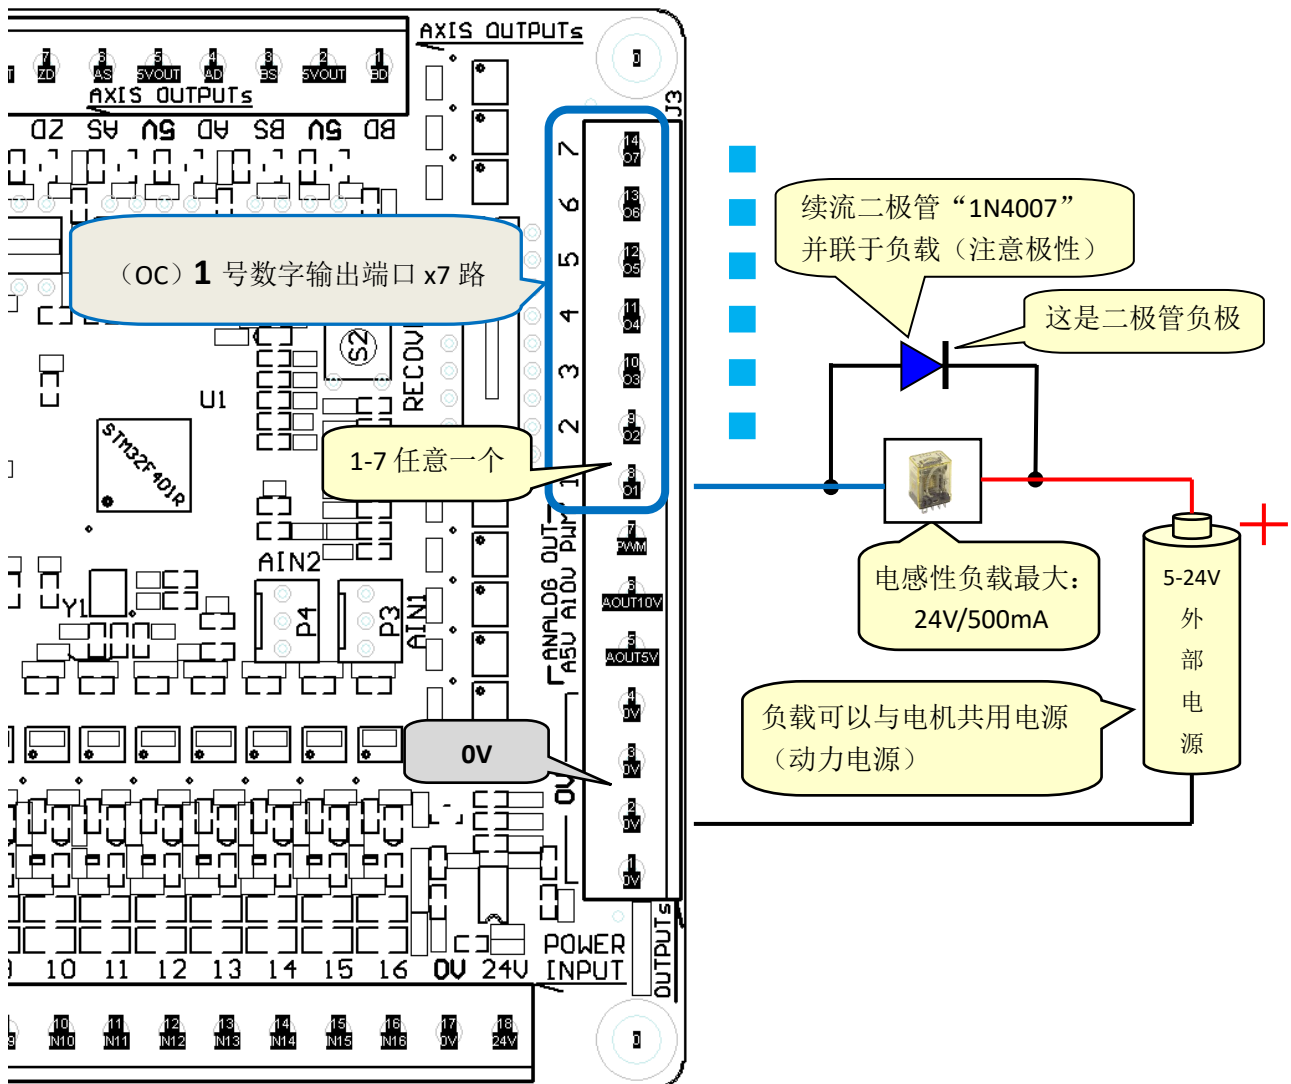 AXIS OUTPUTs
7 6 5 4 3 2 1
ZD AS 5VOUT AD BS 5VOUT BD
AXIS OUTPUTs
ZD AS 5V AD BS 5V BD
J3
0
7 14 O7
6 13 O6
5 12 O5
4 11 O4
3 10 O3
2 9 O2
1 8 O1
7 PWM
6 AOUT10V
5 AOUT5V
4 0V
3 0V
2 0V
1 0V
(OC)1 号数字输出端口 x7 路
续流二极管“1N4007”
并联于负载(注意极性)
这是二极管负极
S2
RECOV
U1
STM32F401R
1-7 任意一个
ANALOG OUT
A5V A10V PWM
AIN2
P4
P3
AIN1
Y1
电感性负载最大:
24V/500mA
+
5-24V
外
部
电
源
负载可以与电机共用电源
(动力电源)
0V
0V
OUTPUTs
POWER
INPUT
10 11 12 13 14 15 16 0V 24V
9 10 11 12 13 14 15 16 17 18
IN10 IN11 IN12 IN13 IN14 IN15 IN16 0V 24V
0